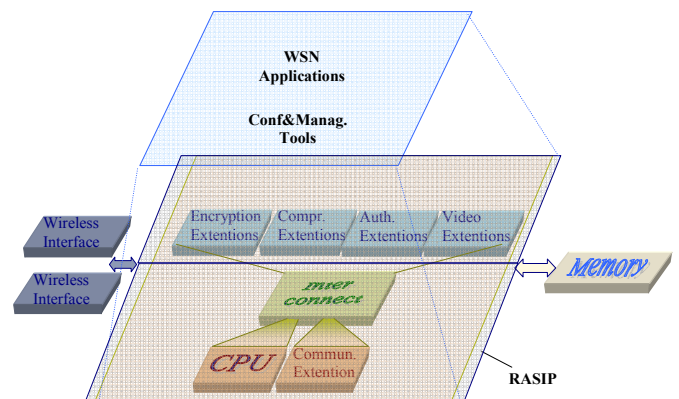 WSN
Applications
Conf&Manag.
Tools
Encryption
Extentions
Compr.
Extentions
Auth.
Extentions
Video
Extentions
Wireless
Interface
Wireless
Interface
Inter
connect
Memory
CPU
Commun.
Extention
RASIP